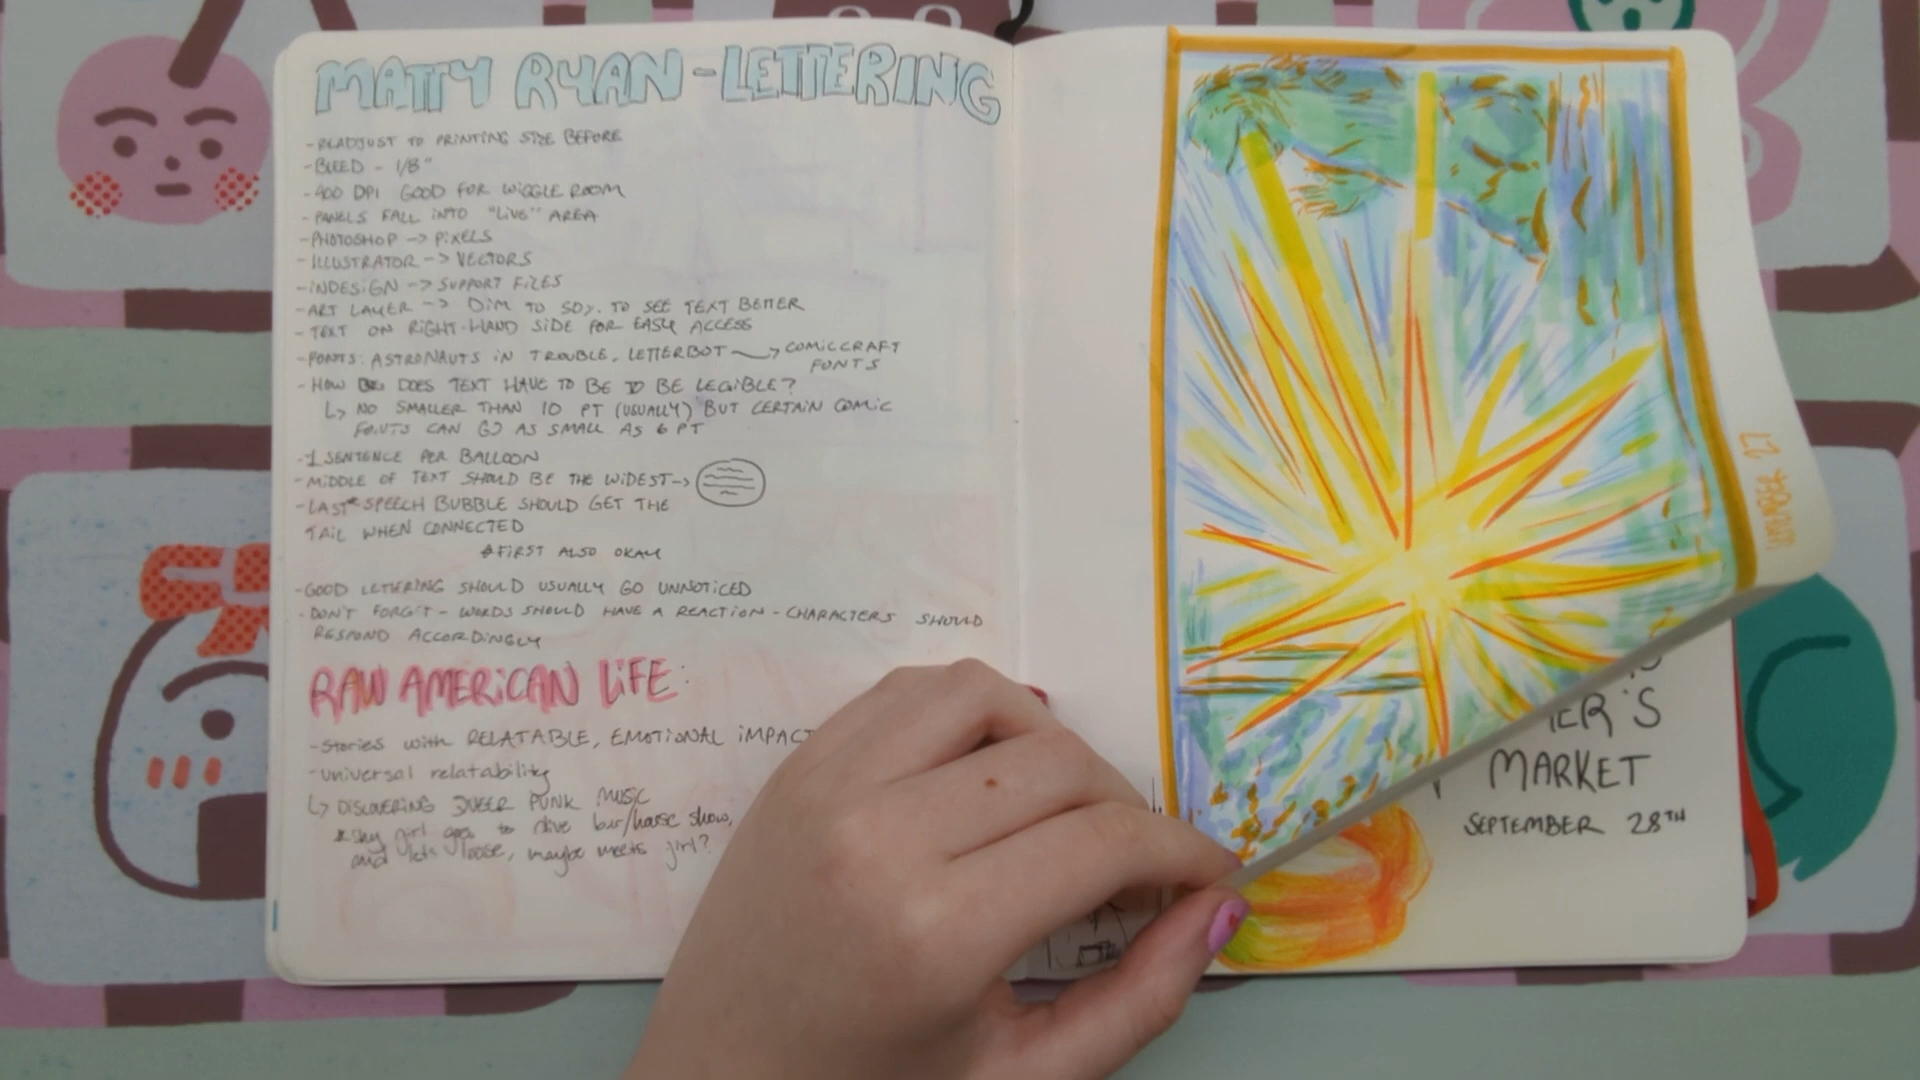 MATTY RYAN - LETTERING
- READJUST TO PRINTING SIZE BEFORE
- BLEED - 1/8"
- 400 DPI GOOD FOR WIGGLE ROOM
- PANELS FALL INTO "LIVE" AREA
- PHOTOSHOP -> PIXELS
- ILLUSTRATOR -> VECTORS
- INDESIGN -> SUPPORT FILES
- ART LAYER -> DIM TO 50%. TO SEE TEXT BETTER
- TEXT ON RIGHT-HAND SIDE FOR EASY ACCESS
- FONTS: ASTRONAUTS IN TROUBLE, LETTERBOT -> COMICCRAFT
FONTS
- HOW BIG DOES TEXT HAVE TO BE TO BE LEGIBLE?
↳ NO SMALLER THAN 10 PT (USUALLY) BUT CERTAIN COMIC
FONTS CAN GO AS SMALL AS 6 PT
- 1 SENTENCE PER BALLOON
- MIDDLE OF TEXT SHOULD BE THE WIDEST ->
- LAST* SPEECH BUBBLE SHOULD GET THE
TAIL WHEN CONNECTED
* FIRST ALSO OKAY
- GOOD LETTERING SHOULD USUALLY GO UNNOTICED
- DON'T FORGET - WORDS SHOULD HAVE A REACTION - CHARACTERS SHOULD
RESPOND ACCORDINGLY
RAW AMERICAN LIFE:
- Stories with RELATABLE, EMOTIONAL IMPACT
- universal relatability
↳ DISCOVERING QUEER PUNK MUSIC
* shy girl goes to dive bar/house show,
and lets loose, maybe meets girl?
SEPTEMBER 27
ER'S
MARKET
SEPTEMBER 28TH